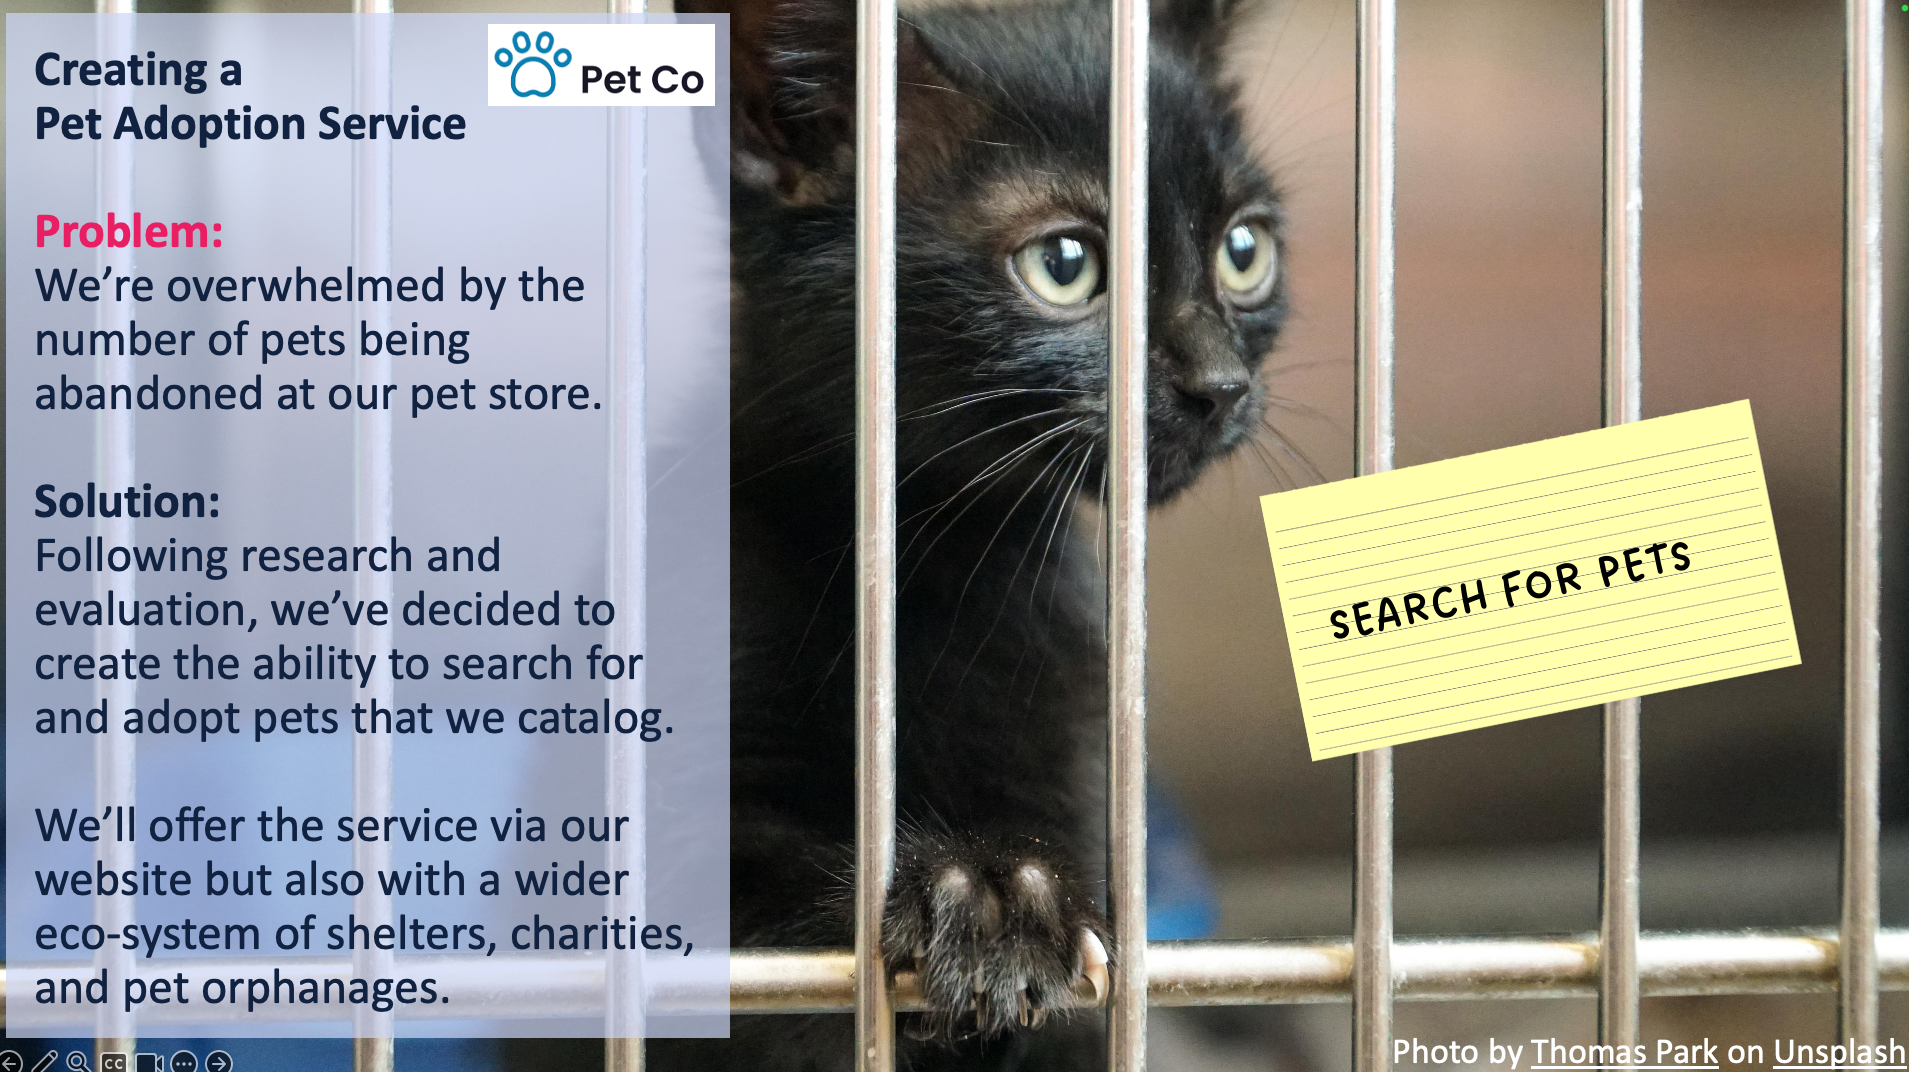 Creating a
Pet Adoption Service
Pet Co
Problem:
We’re overwhelmed by the
number of pets being
abandoned at our pet store.
Solution:
Following research and
evaluation, we’ve decided to
create the ability to search for
and adopt pets that we catalog.
We’ll offer the service via our
website but also with a wider
eco-system of shelters, charities,
and pet orphanages.
SEARCH FOR PETS
CC
Photo by Thomas Park on Unsplash